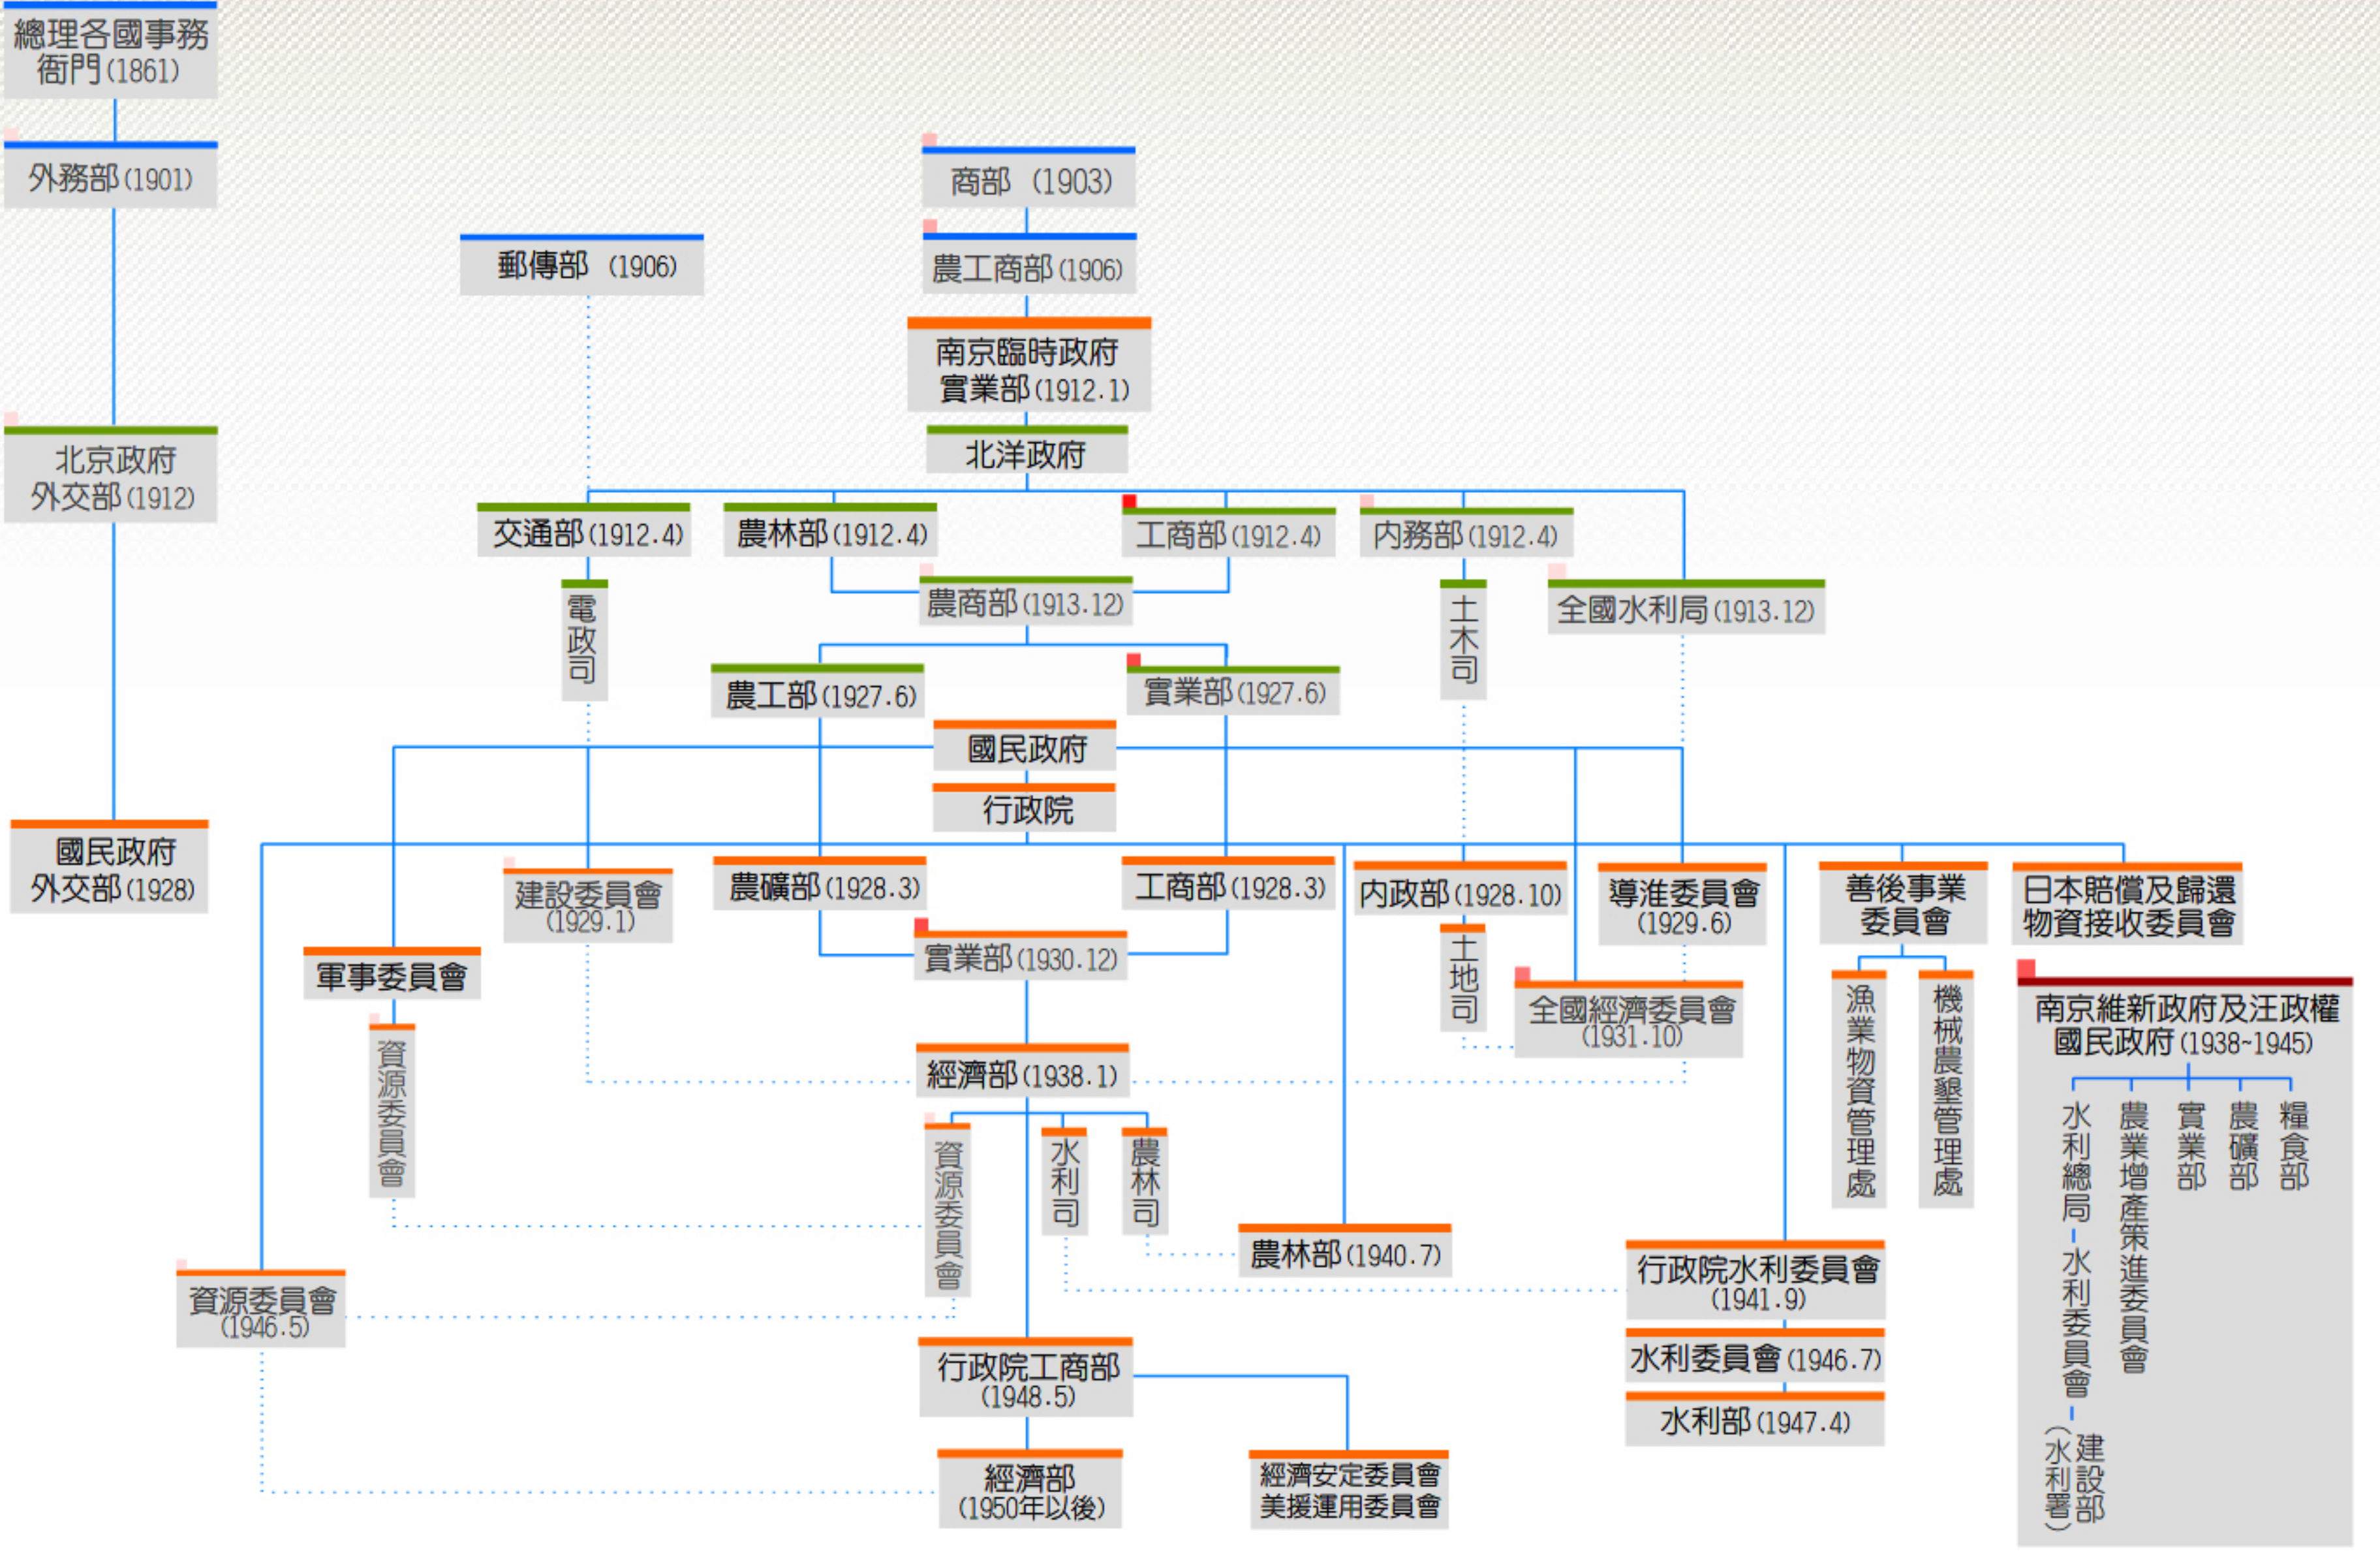 總理各國事務
衙門(1861)
外務部(1901)
商部 (1903)
郵傳部 (1906)
農工商部(1906)
南京臨時政府
實業部(1912.1)
北京政府
外交部(1912)
北洋政府
交通部(1912.4)
農林部(1912.4)
工商部(1912.4)
內務部(1912.4)
電政司
農商部(1913.12)
土木司
全國水利局(1913.12)
農工部(1927.6)
實業部(1927.6)
國民政府
行政院
國民政府
外交部(1928)
建設委員會
(1929.1)
農礦部(1928.3)
工商部(1928.3)
內政部(1928.10)
導淮委員會
(1929.6)
善後事業
委員會
日本賠償及歸還
物資接收委員會
軍事委員會
實業部(1930.12)
土地司
全國經濟委員會
(1931.10)
漁業物資管理處
機械農墾管理處
南京維新政府及汪政權
國民政府(1938~1945)
資源委員會
經濟部(1938.1)
水利總局-水利委員會-建設部
(水利署)
農業增產策進委員會
實業部
農礦部
糧食部
資源委員會
水利司
農林司
農林部(1940.7)
行政院水利委員會
(1941.9)
資源委員會
(1946.5)
水利委員會(1946.7)
行政院工商部
(1948.5)
水利部(1947.4)
經濟部
(1950年以後)
經濟安定委員會
美援運用委員會